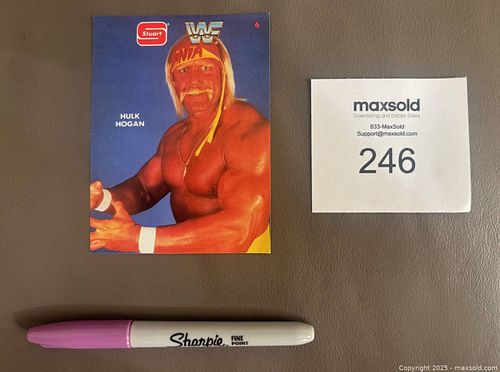 Stuart
W
F
6
MANIA
HULK
HOGAN
maxsold
Downsizing and Estate Sales
833-MaxSold
Support@maxsold.com
246
Sharpie.
FINE
POINT
Copyright 2025 - maxsold.com